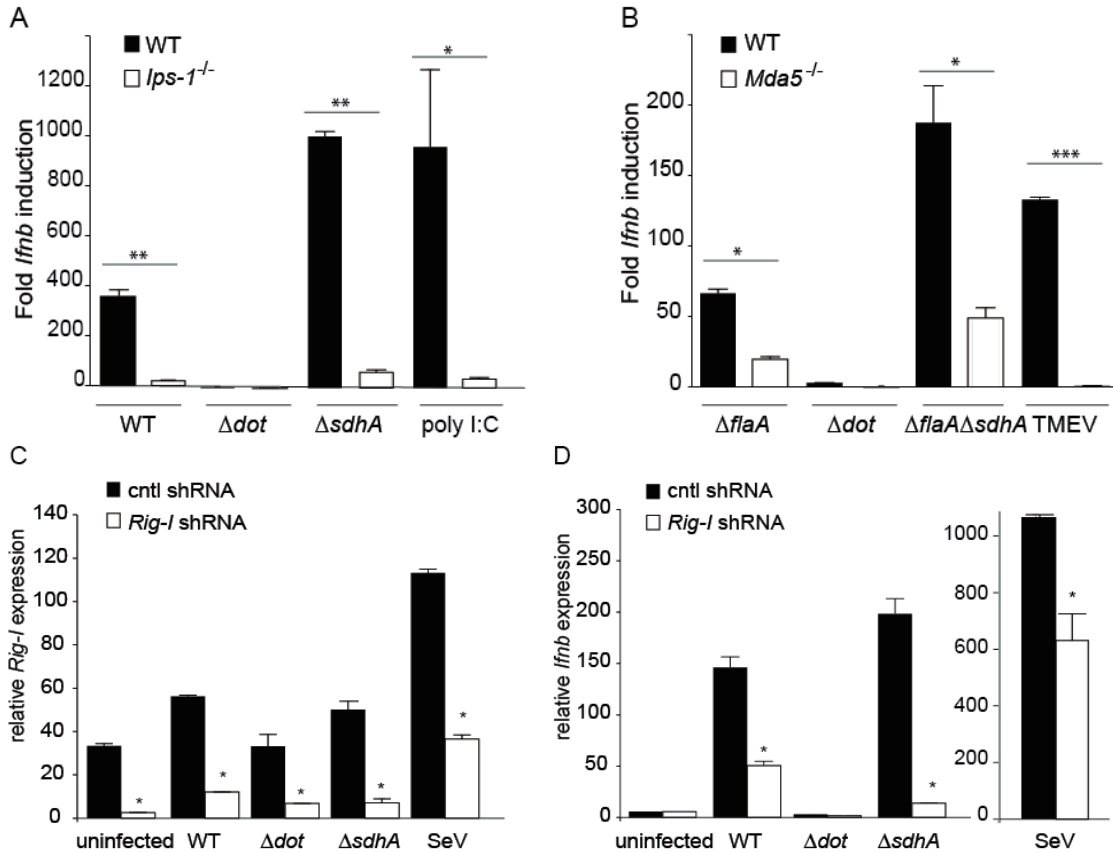 A
WT
Ips-1-/-
Fold Ifnb induction
1200
1000
800
600
400
200
0
**
**
*
WT
Δdot
ΔsdhA
poly I:C
B
WT
Mda5-/-
Fold Ifnb induction
200
150
100
50
0
*
*
***
ΔflaA
Δdot
ΔflaAΔsdhA
TMEV
C
cntl shRNA
Rig-I shRNA
relative Rig-I expression
140
120
100
80
60
40
20
0
*
*
*
*
*
uninfected
WT
Δdot
ΔsdhA
SeV
D
cntl shRNA
Rig-I shRNA
relative Ifnb expression
300
250
200
150
100
50
0
*
*
uninfected
WT
Δdot
ΔsdhA
1000
800
600
400
200
0
*
SeV